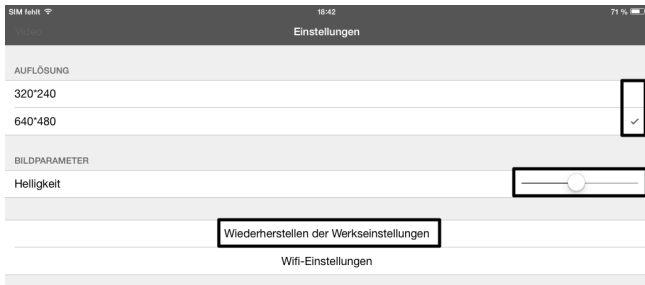 SIM fehlt 18:42 71 %
Video Einstellungen
AUFLÖSUNG
320*240
640*480
BILDPARAMETER
Helligkeit
Wiederherstellen der Werkseinstellungen
Wifi-Einstellungen